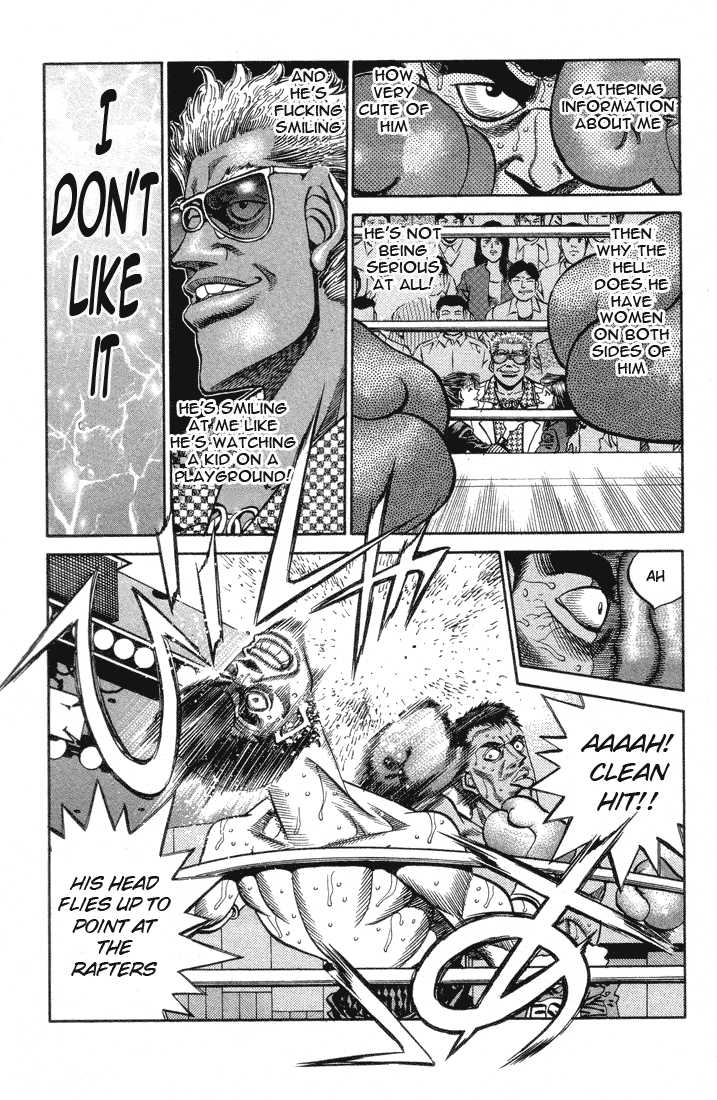 GATHERING
INFORMATION
ABOUT ME
HOW
VERY
CUTE OF
HIM
THEN
WHY THE
HELL
DOES HE
HAVE
WOMEN
ON BOTH
SIDES OF
HIM
HE'S NOT
BEING
SERIOUS
AT ALL!
AND
HE'S
FUCKING
SMILING
HE'S SMILING
AT ME LIKE
HE'S WATCHING
A KID ON A
PLAYGROUND!
I
DON'T
LIKE
IT
AH
AAAAH!
CLEAN
HIT!!
HIS HEAD
FLIES UP TO
POINT AT
THE
RAFTERS